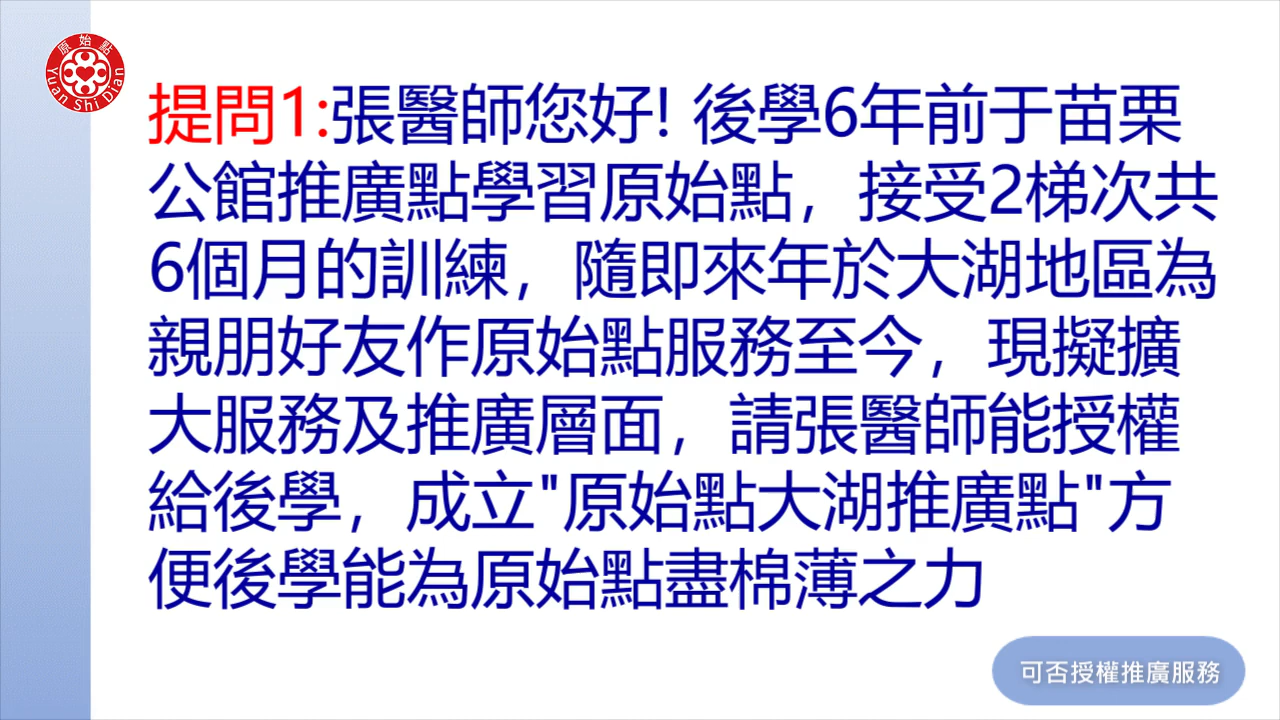 原始點
Yuan Shi Dian
提問1:張醫師您好! 後學6年前于苗栗
公館推廣點學習原始點，接受2梯次共
6個月的訓練，隨即來年於大湖地區為
親朋好友作原始點服務至今，現擬擴
大服務及推廣層面，請張醫師能授權
給後學，成立"原始點大湖推廣點"方
便後學能為原始點盡棉薄之力
可否授權推廣服務